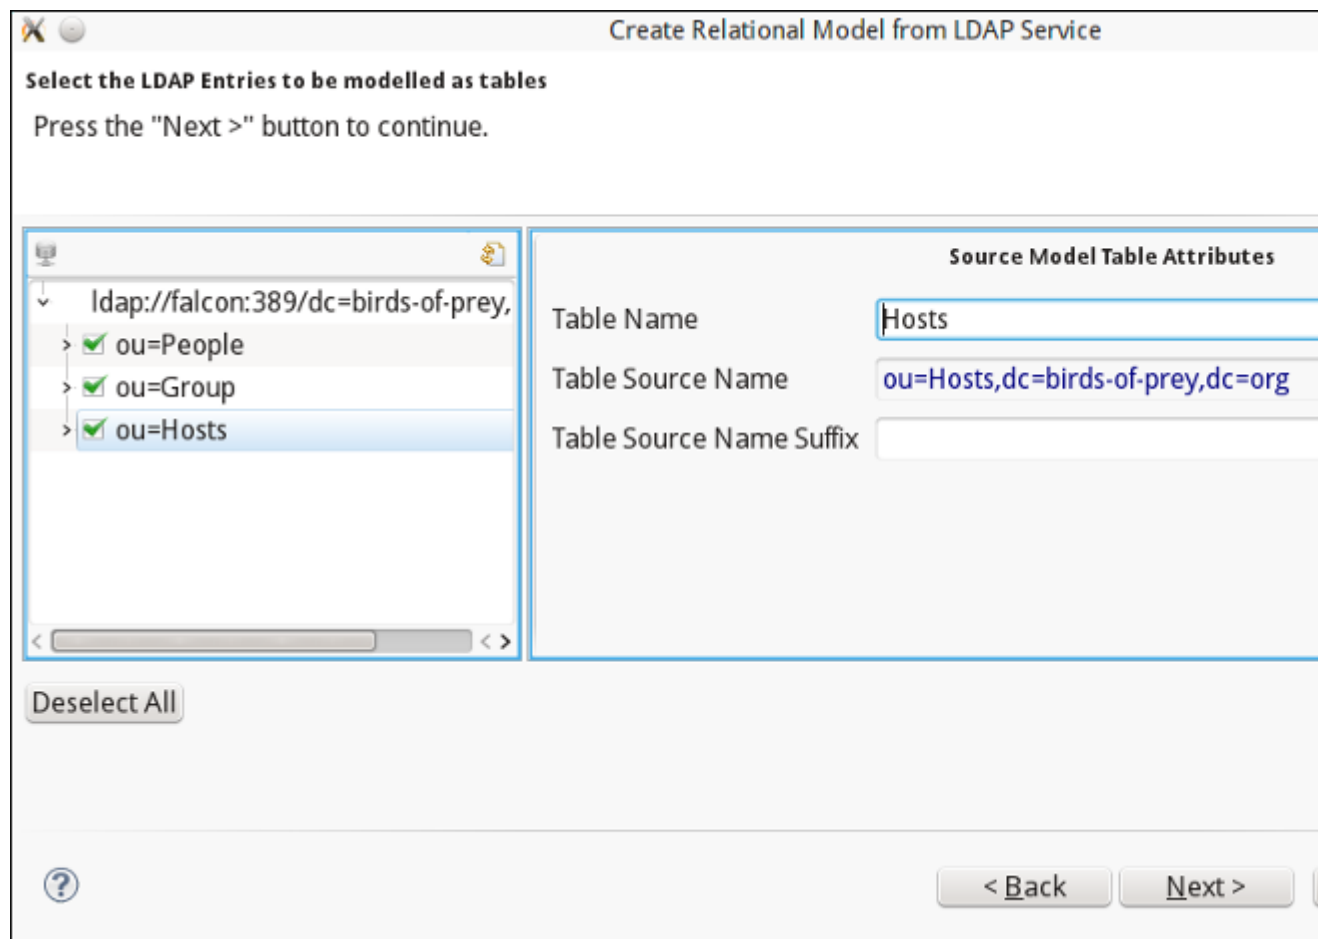 Create Relational Model from LDAP Service
Select the LDAP Entries to be modelled as tables
Press the "Next >" button to continue.
ldap://falcon:389/dc=birds-of-prey,
ou=People
ou=Group
ou=Hosts
Source Model Table Attributes
Table Name Hosts
Table Source Name ou=Hosts,dc=birds-of-prey,dc=org
Table Source Name Suffix
Deselect All
< Back Next >